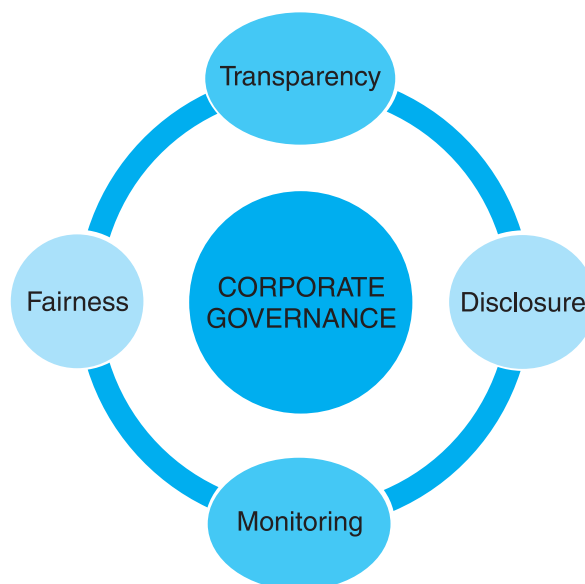 Transparency
Fairness
CORPORATE
GOVERNANCE
Disclosure
Monitoring